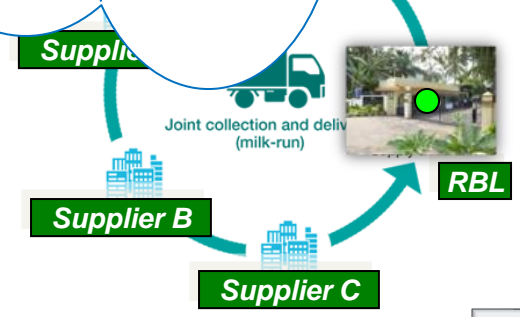 Supplie
Joint collection and deliv
(milk-run)
RBL
Supplier B
Supplier C